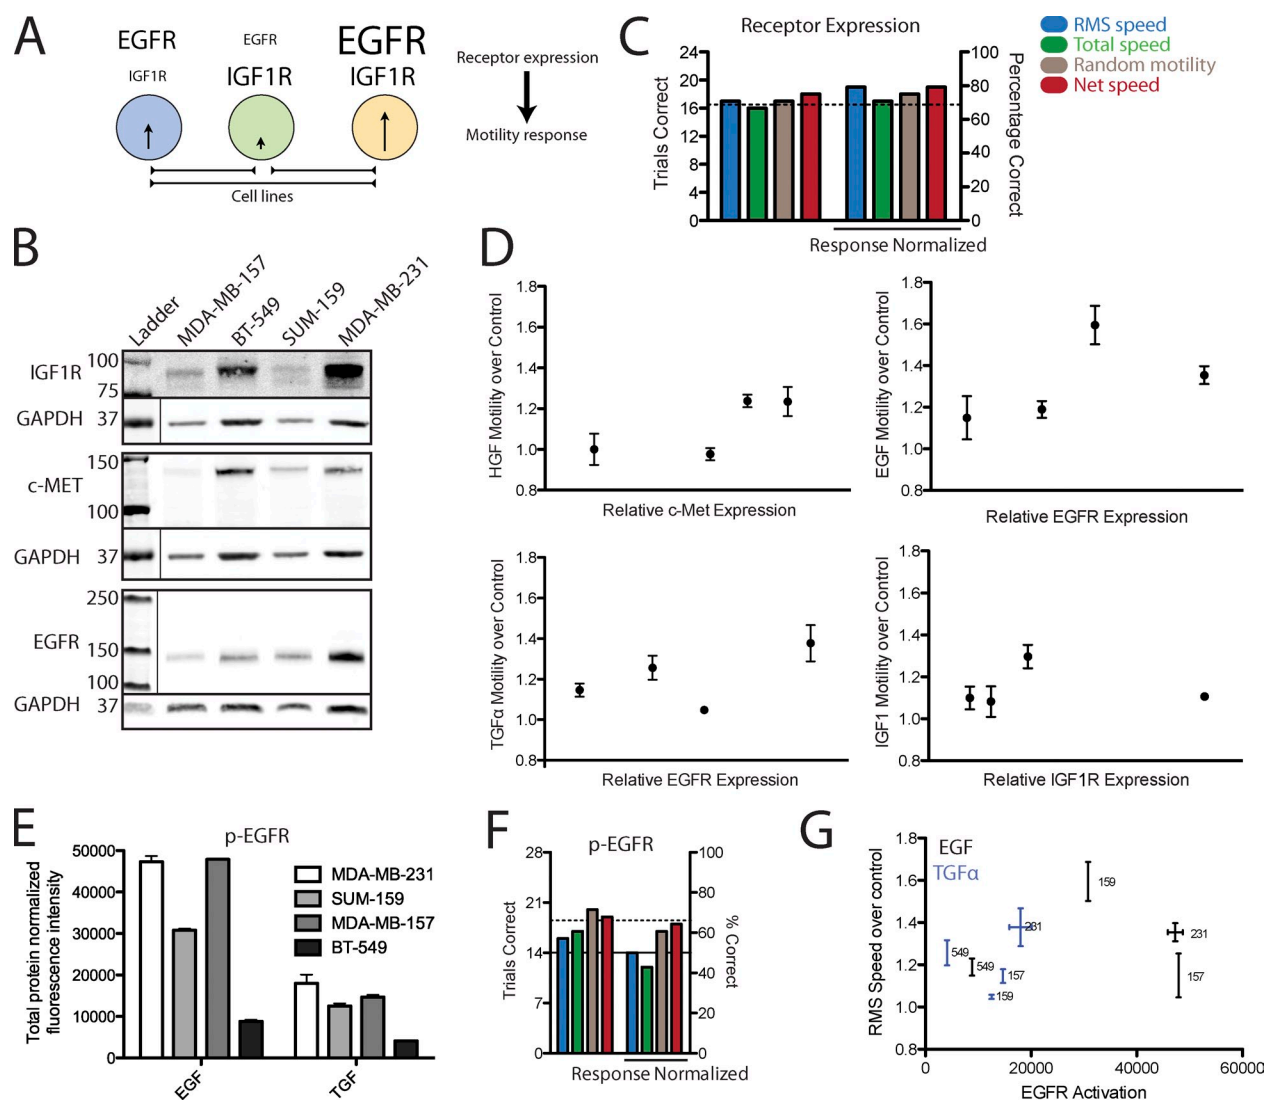 A
EGFR
IGF1R
EGFR
IGF1R
EGFR
IGF1R
Cell lines
Receptor expression
Motility response
C
Receptor Expression
RMS speed
Total speed
Random motility
Net speed
Trials Correct
24
20
16
12
8
4
0
100
80
60
40
20
0
Percentage Correct
Response Normalized
B
Ladder
MDA-MB-157
BT-549
SUM-159
MDA-MB-231
IGF1R
100
75
GAPDH 37
c-MET
150
100
GAPDH 37
EGFR
250
150
100
GAPDH 37
D
HGF Motility over Control
1.8
1.6
1.4
1.2
1.0
0.8
Relative c-Met Expression
EGF Motility over Control
1.8
1.6
1.4
1.2
1.0
0.8
Relative EGFR Expression
TGFα Motility over Control
1.8
1.6
1.4
1.2
1.0
0.8
Relative EGFR Expression
IGF1 Motility over Control
1.8
1.6
1.4
1.2
1.0
0.8
Relative IGF1R Expression
E
p-EGFR
Total protein normalized
fluorescence intensity
50000
40000
30000
20000
10000
0
MDA-MB-231
SUM-159
MDA-MB-157
BT-549
EGF
TGF
F
p-EGFR
Trials Correct
28
21
14
7
0
100
80
60
40
20
0
% Correct
Response Normalized
G
EGF
TGFα
RMS Speed over control
1.8
1.6
1.4
1.2
1.0
0.8
159
231
231
549
549
157
157
159
0
20000
40000
60000
EGFR Activation